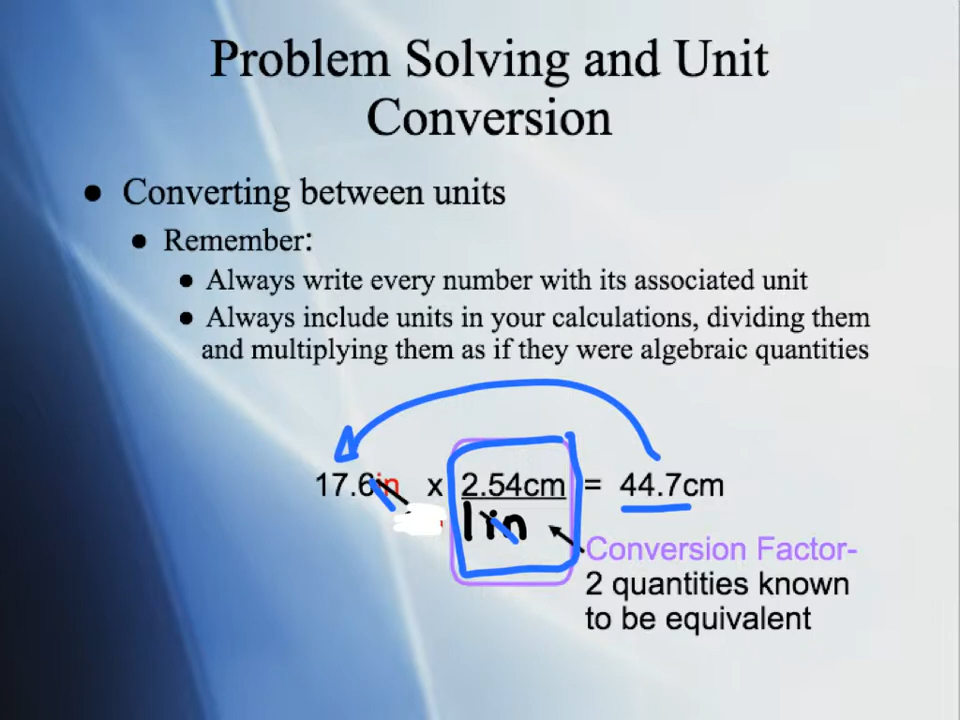 Problem Solving and Unit
Conversion
● Converting between units
● Remember:
● Always write every number with its associated unit
● Always include units in your calculations, dividing them
and multiplying them as if they were algebraic quantities
17.6in x 2.54cm = 44.7cm
1in
Conversion Factor-
2 quantities known
to be equivalent